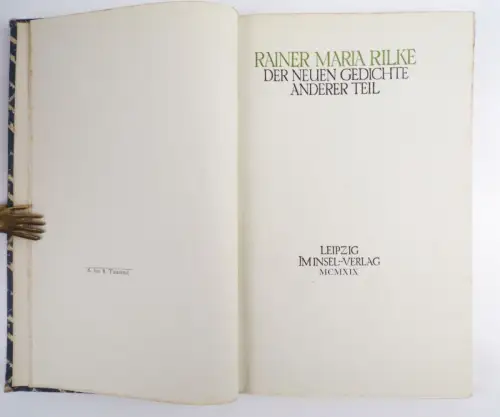 RAINER MARIA RILKE
DER NEUEN GEDICHTE
ANDERER TEIL
LEIPZIG
IM INSEL-VERLAG
MCMXIX